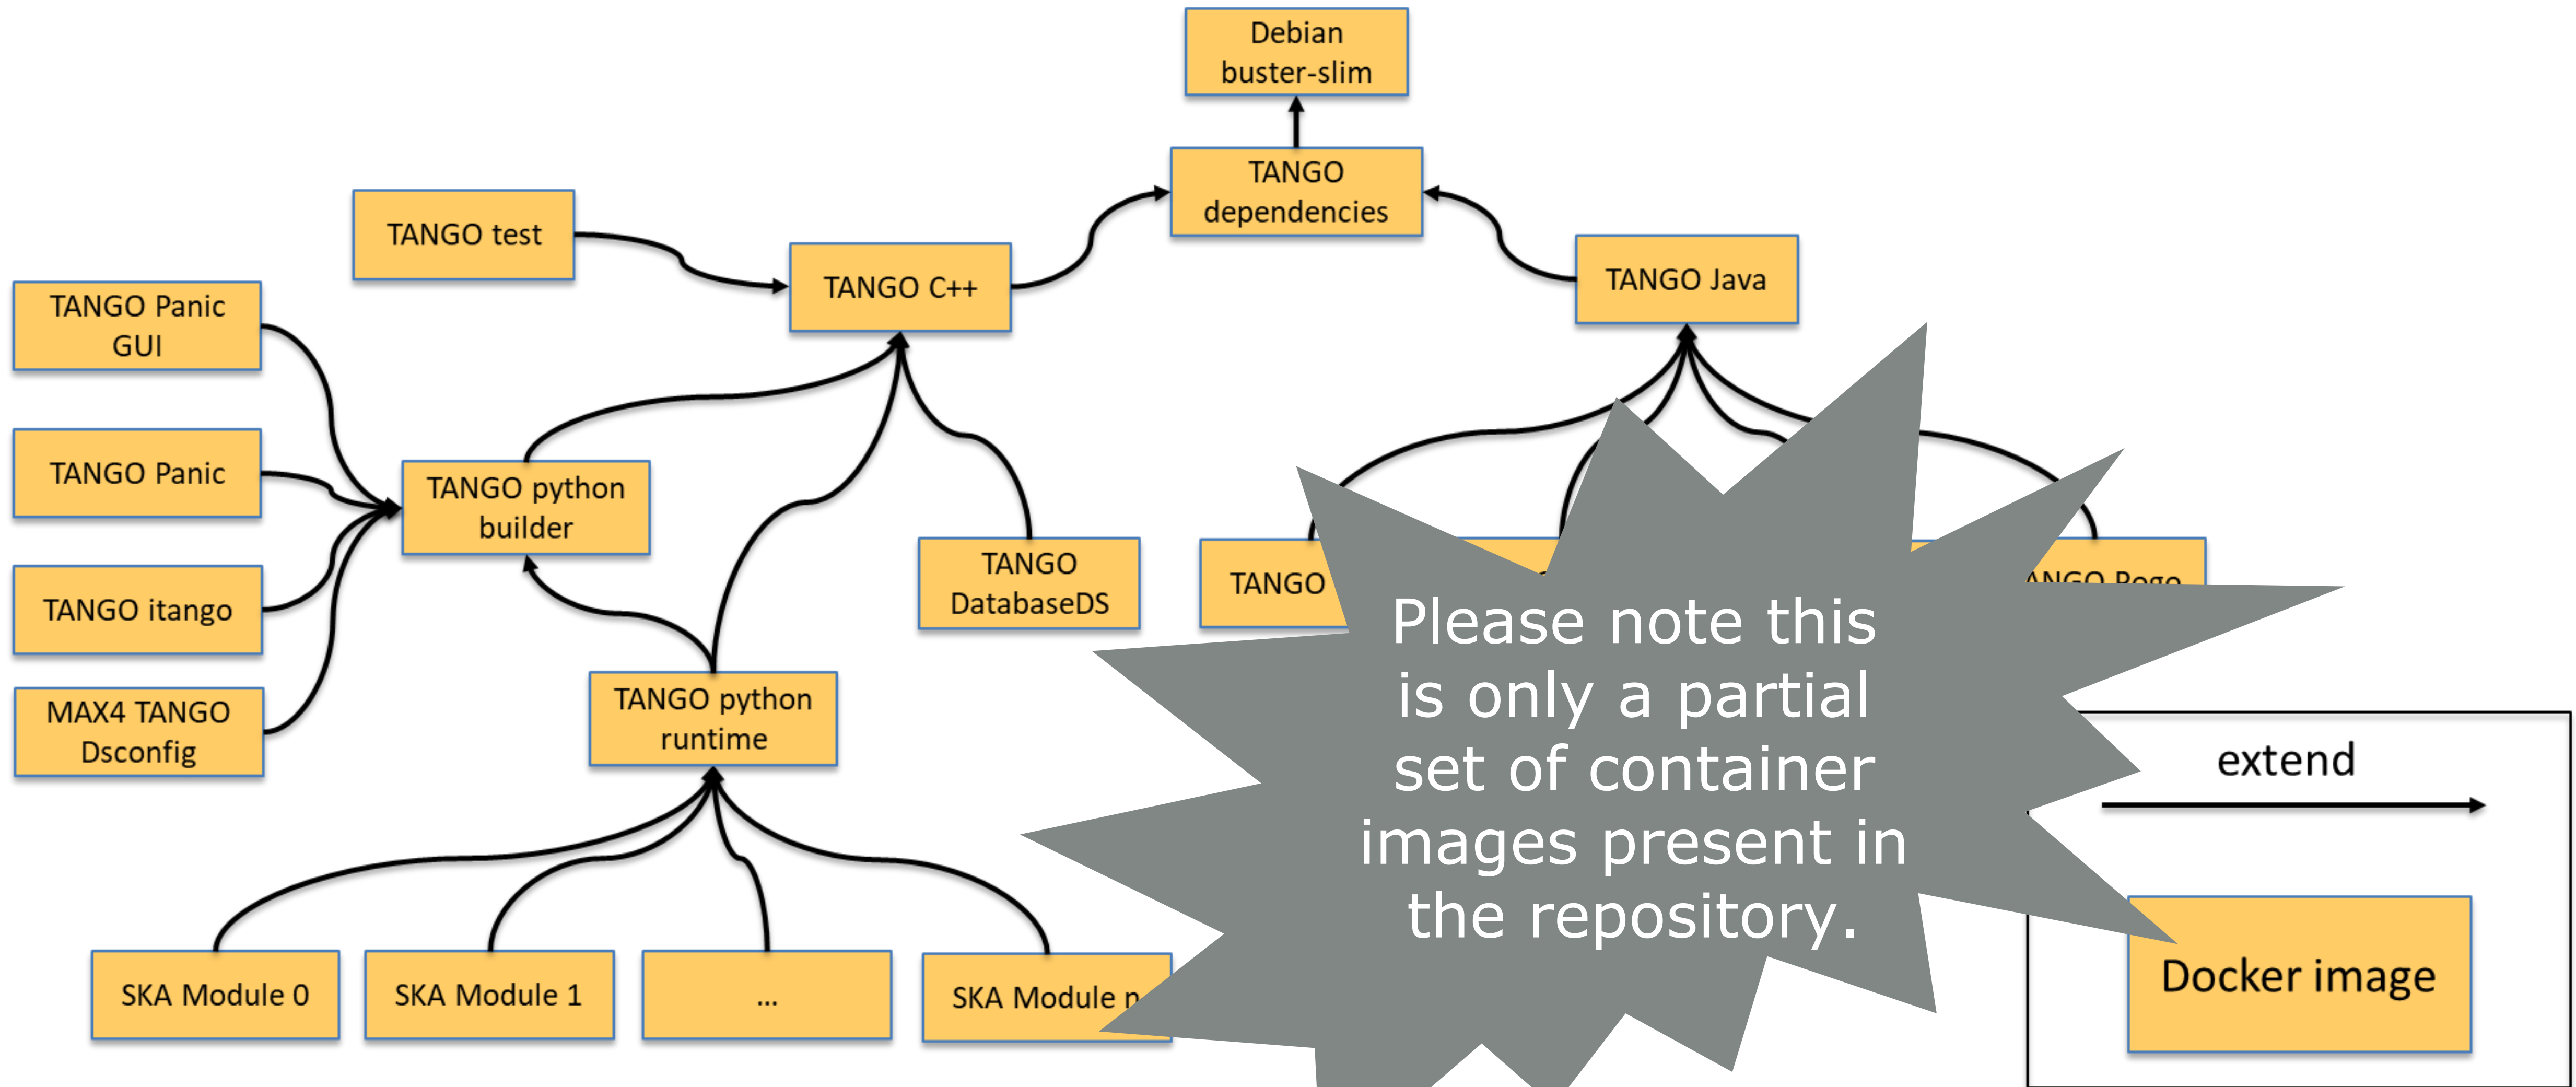 Debian
buster-slim
TANGO
dependencies
TANGO test
TANGO C++
TANGO Java
TANGO Panic
GUI
TANGO Panic
TANGO python
builder
TANGO itango
TANGO
DatabaseDS
TANGO
MAX4 TANGO
Dsconfig
TANGO python
runtime
SKA Module 0
SKA Module 1
...
SKA Module n
Please note this
is only a partial
set of container
images present in
the repository.
extend
Docker image